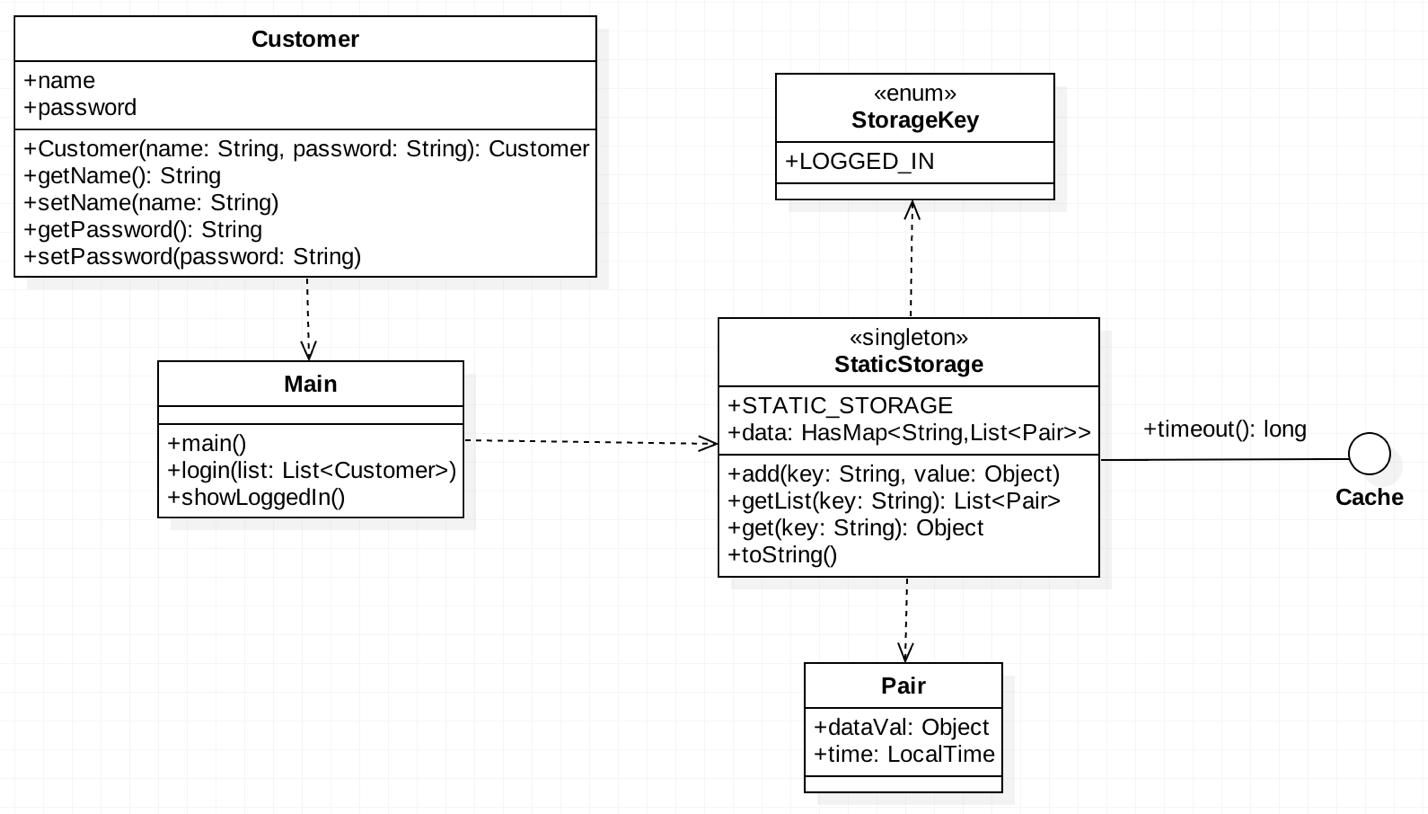 Customer
+name
+password
+Customer(name: String, password: String): Customer
+getName(): String
+setName(name: String)
+getPassword(): String
+setPassword(password: String)
«enum»
StorageKey
+LOGGED_IN
Main
+main()
+login(list: List<Customer>)
+showLoggedIn()
«singleton»
StaticStorage
+STATIC_STORAGE
+data: HasMap<String,List<Pair>>
+add(key: String, value: Object)
+getList(key: String): List<Pair>
+get(key: String): Object
+toString()
+timeout(): long
Cache
Pair
+dataVal: Object
+time: LocalTime